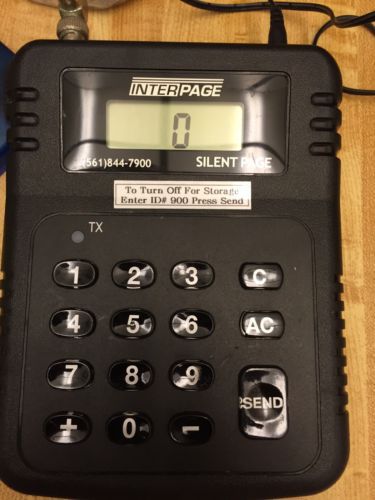 INTERPAGE
0
(561)844-7900 SILENT PAGE
To Turn Off For Storage
Enter ID# 900 Press Send
TX
1 2 3 C
4 5 6 AC
7 8 9
SEND
+ 0 -